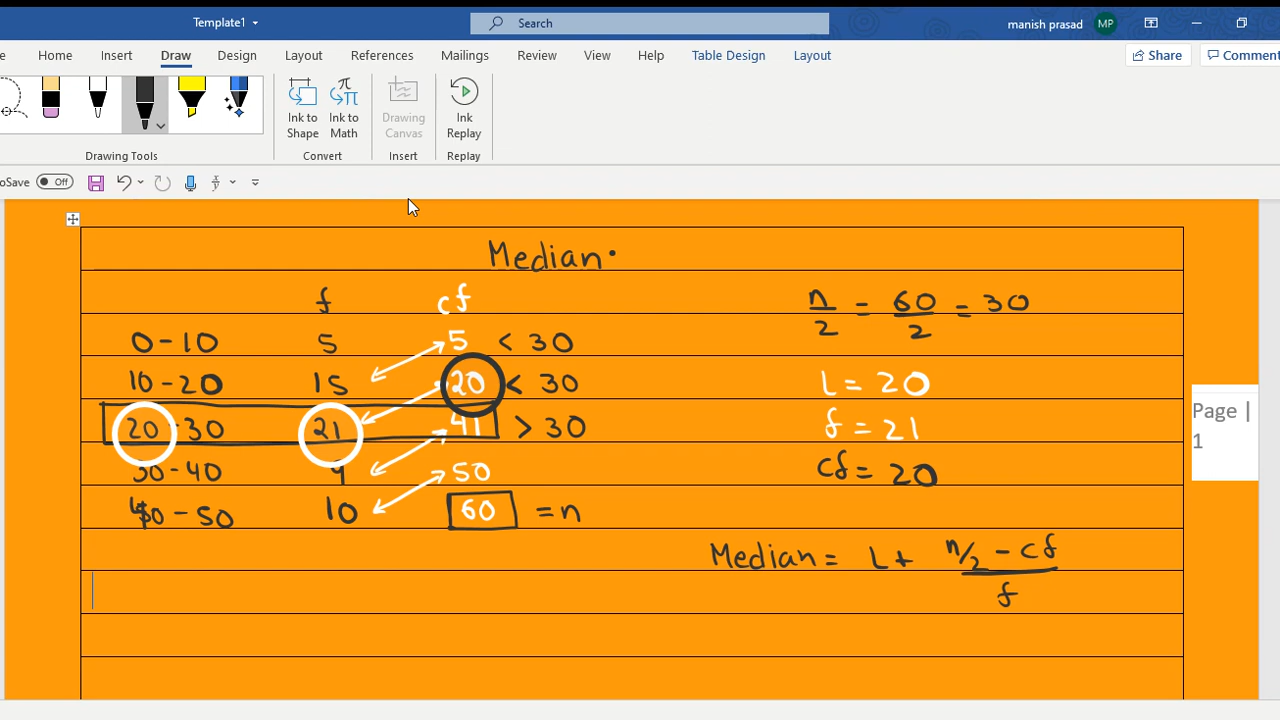 Template1
Search
manish prasad MP
Home Insert Draw Design Layout References Mailings Review View Help Table Design Layout Share Comment
Ink to Shape
Ink to Math
Drawing Canvas
Ink Replay
Drawing Tools Convert Insert Replay
oSave Off
Median
f cf
n/2 = 60/2 = 30
0-10 5 5 < 30
10-20 15 20 < 30 L = 20
20-30 21 41 > 30 f = 21
30-40 9 50 cf = 20
40-50 10 60 = n
Median = L + n/2 - cf
f
Page |
1